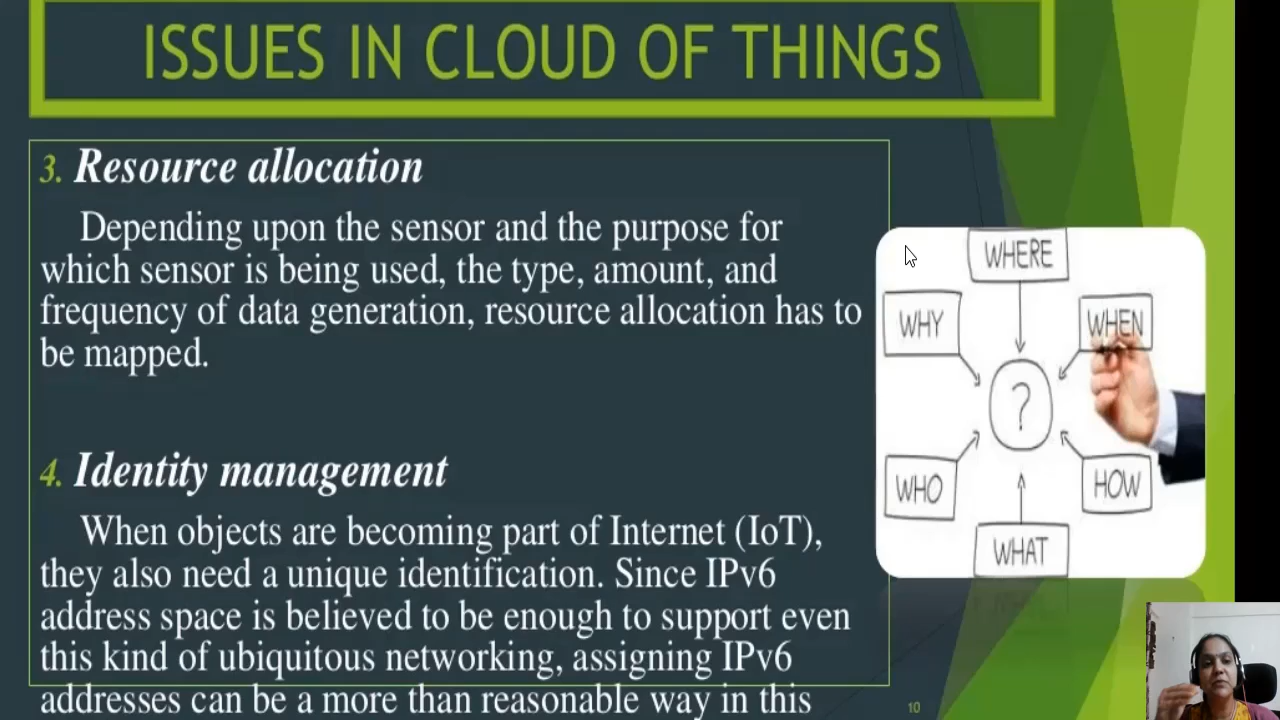 ISSUES IN CLOUD OF THINGS
3. Resource allocation
Depending upon the sensor and the purpose for
which sensor is being used, the type, amount, and
frequency of data generation, resource allocation has to
be mapped.
4. Identity management
When objects are becoming part of Internet (IoT),
they also need a unique identification. Since IPv6
address space is believed to be enough to support even
this kind of ubiquitous networking, assigning IPv6
addresses can be a more than reasonable way in this
WHERE
WHY
WHEN
?
WHO
HOW
WHAT
10